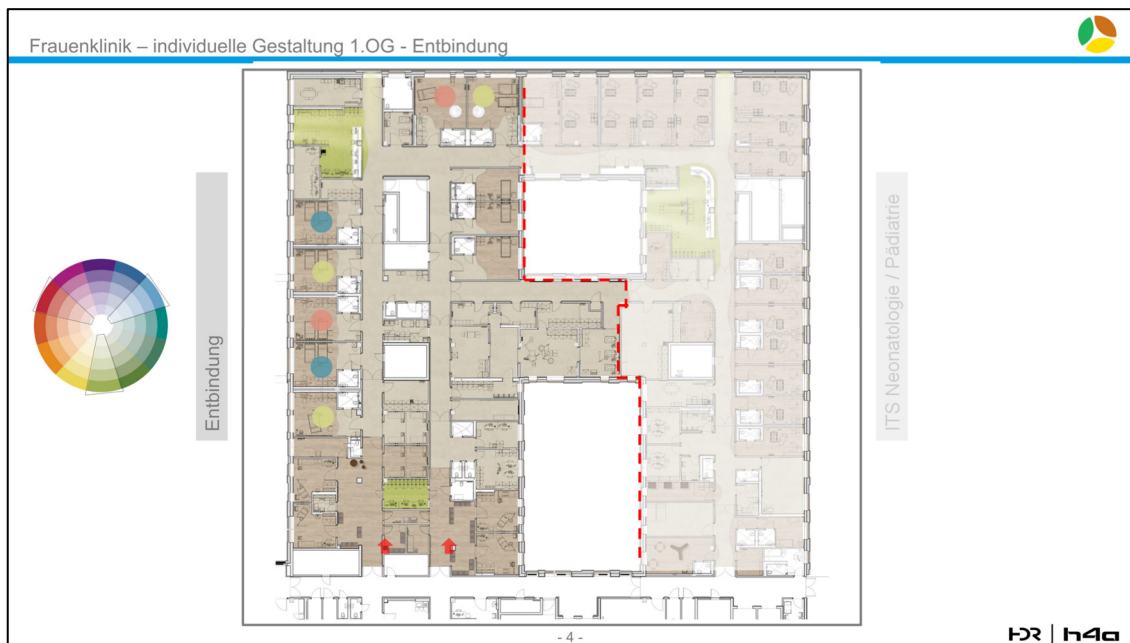 Frauenklinik – individuelle Gestaltung 1.OG - Entbindung
Entbindung
ITS Neonatologie / Pädiatrie
- 4 -
HDR | h4a